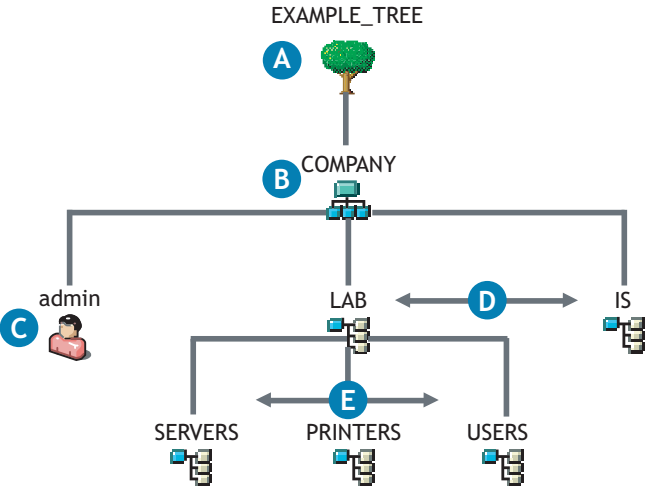 EXAMPLE_TREE
A
COMPANY
B
admin
LAB
D
IS
C
E
SERVERS
PRINTERS
USERS